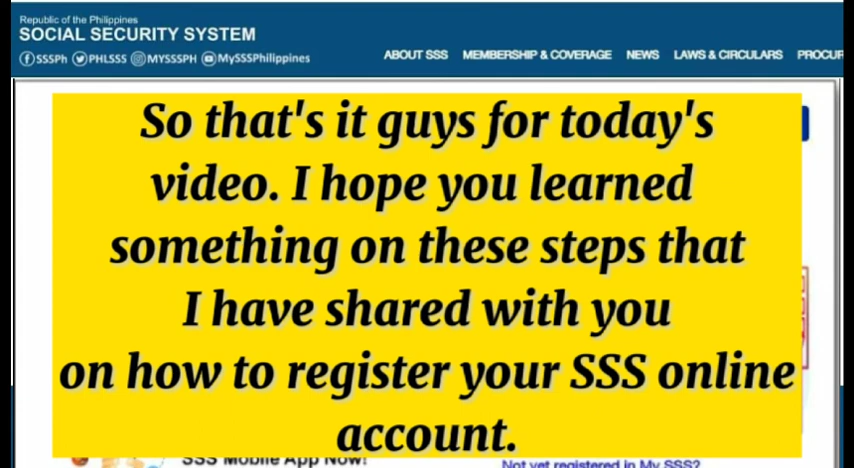 Republic of the Philippines
SOCIAL SECURITY SYSTEM
SSSPh PHLSSS MYSSSPH MySSSPhilippines
ABOUT SSS MEMBERSHIP & COVERAGE NEWS LAWS & CIRCULARS PROCUR
So that's it guys for today's
video. I hope you learned
something on these steps that
I have shared with you
on how to register your SSS online
account.
SSS Mobile App Now!
Not yet registered in My SSS?